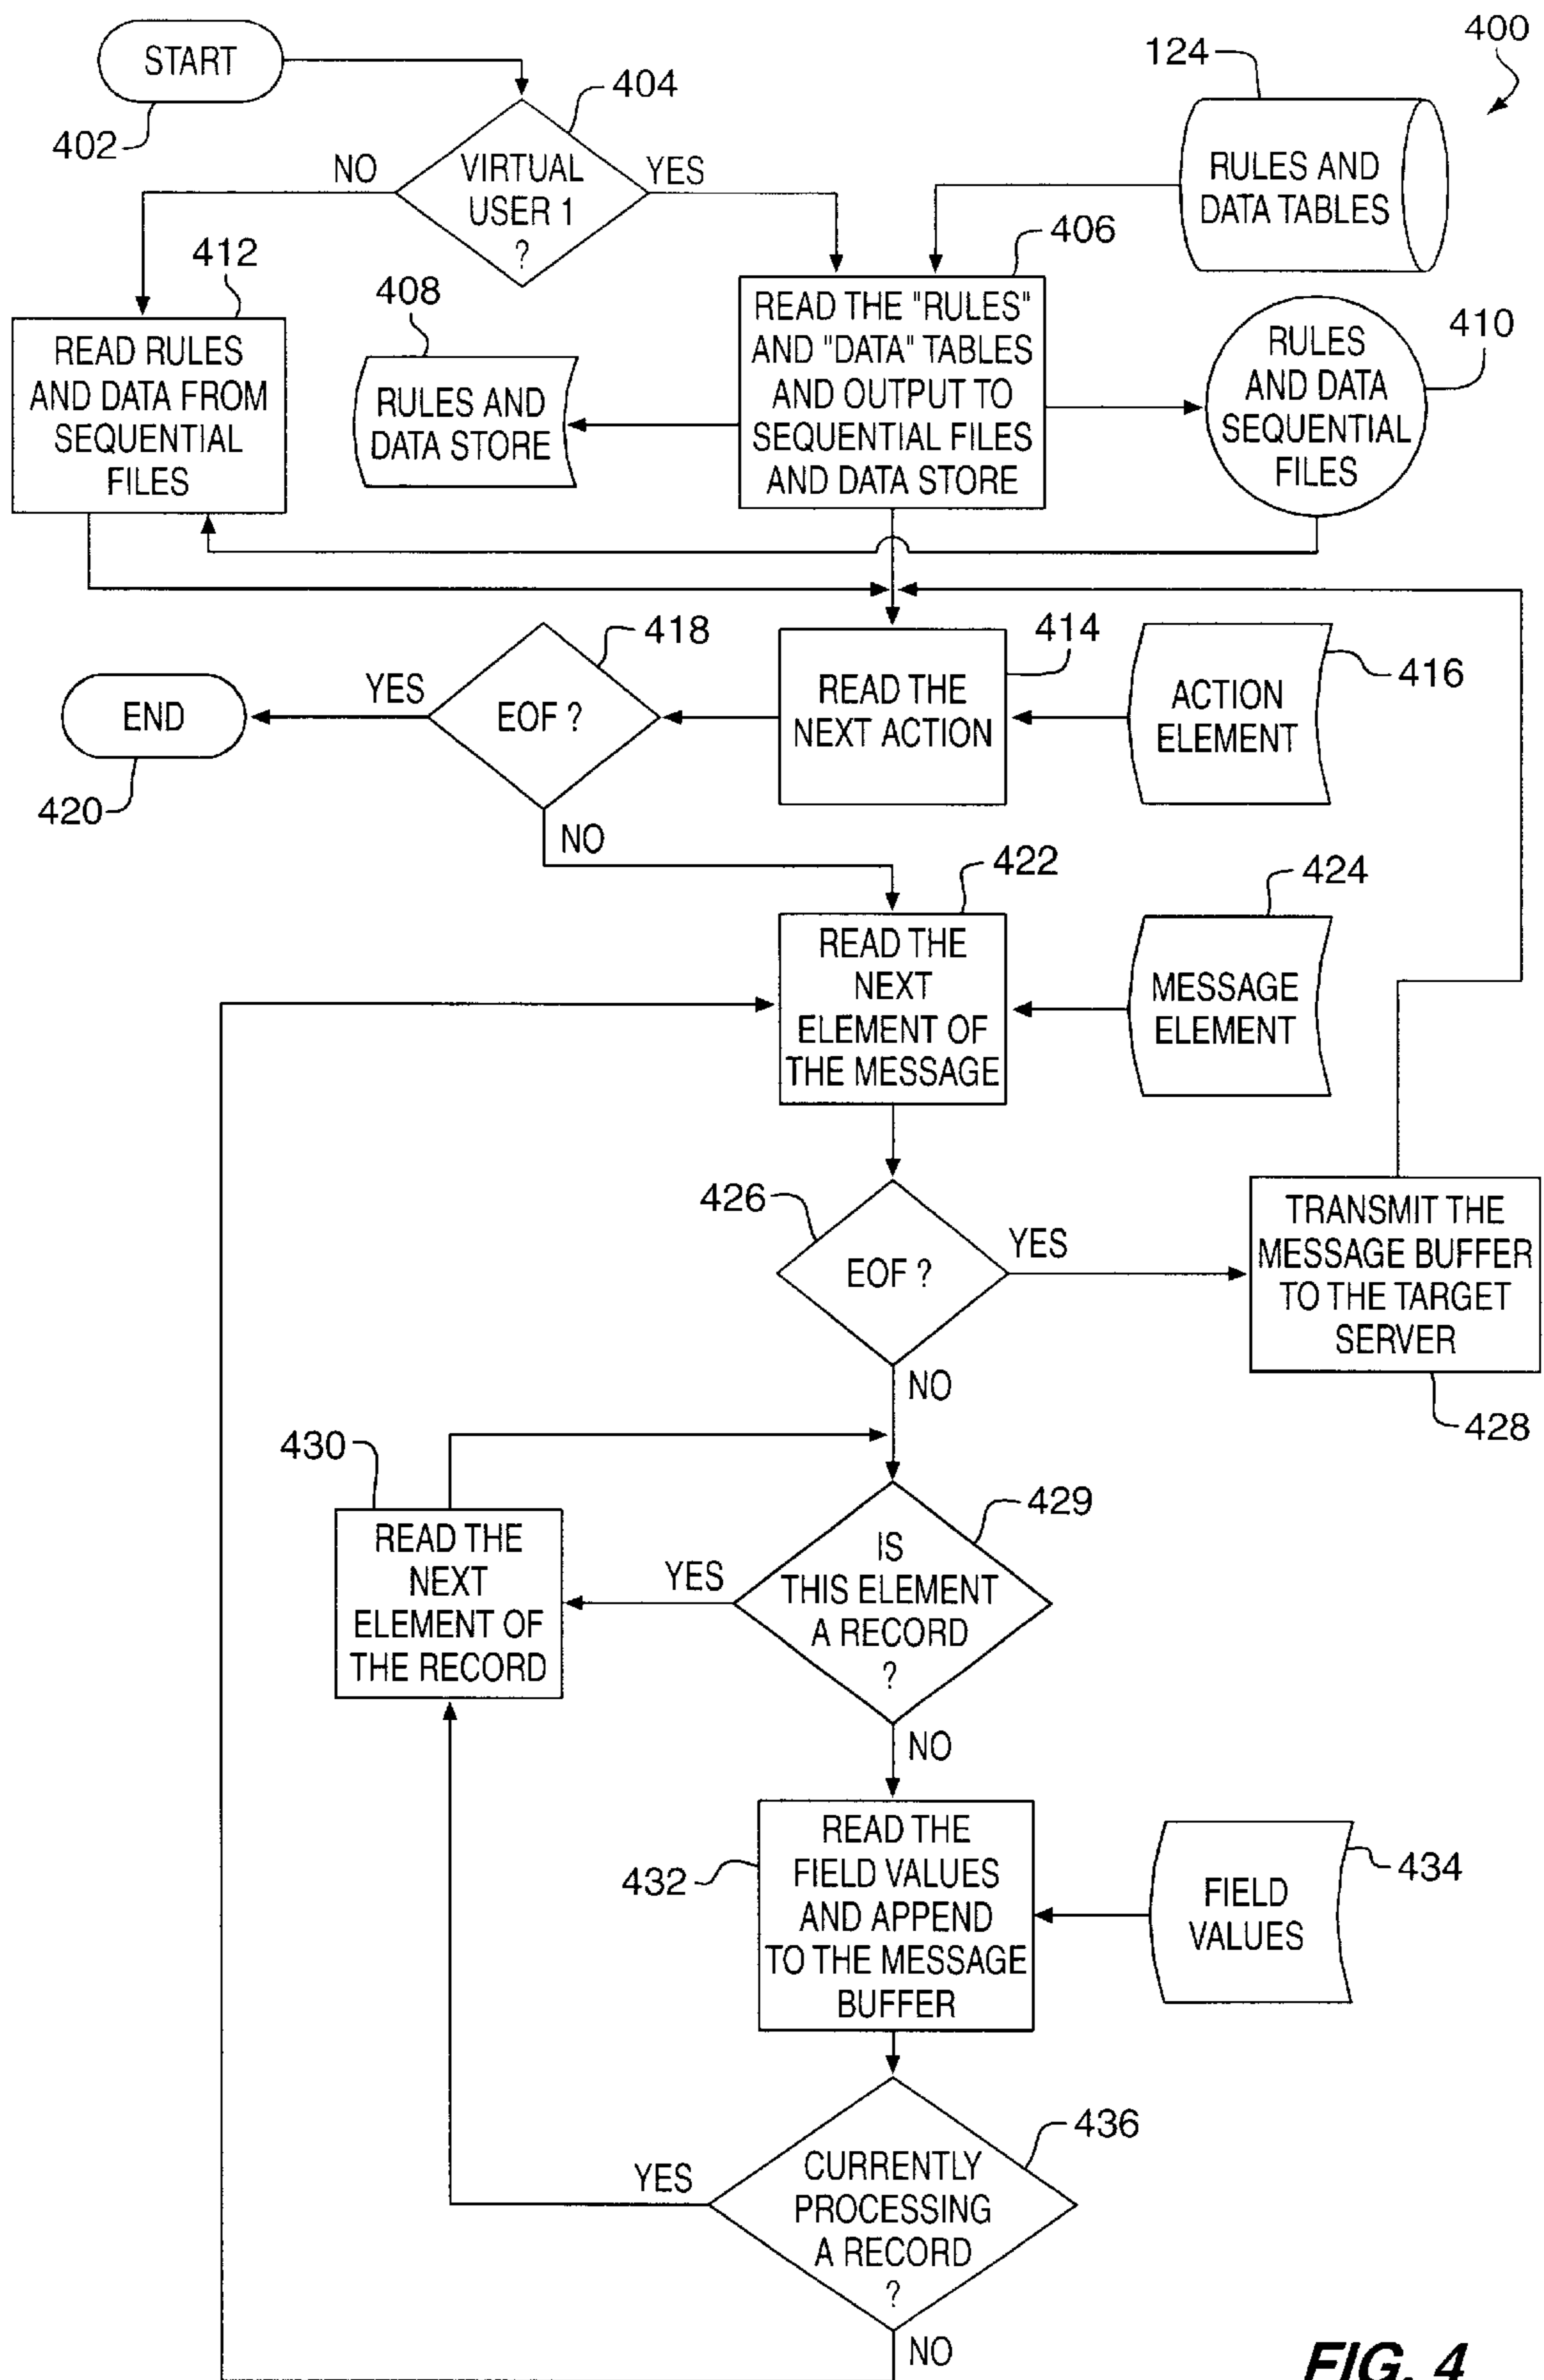 400
124
START
404
402
NO
VIRTUAL
USER 1
?
YES
RULES AND
DATA TABLES
406
412
408
READ THE "RULES"
AND "DATA" TABLES
AND OUTPUT TO
SEQUENTIAL FILES
AND DATA STORE
410
RULES
AND DATA
SEQUENTIAL
FILES
READ RULES
AND DATA FROM
SEQUENTIAL
FILES
RULES AND
DATA STORE
418
414
416
YES
END
EOF ?
READ THE
NEXT ACTION
ACTION
ELEMENT
420
NO
422
424
READ THE
NEXT
ELEMENT OF
THE MESSAGE
MESSAGE
ELEMENT
426
EOF ?
YES
TRANSMIT THE
MESSAGE BUFFER
TO THE TARGET
SERVER
NO
428
430
429
READ THE
NEXT
ELEMENT OF
THE RECORD
YES
IS
THIS ELEMENT
A RECORD
?
NO
432
READ THE
FIELD VALUES
AND APPEND
TO THE MESSAGE
BUFFER
434
FIELD
VALUES
436
YES
CURRENTLY
PROCESSING
A RECORD
?
NO
FIG. 4